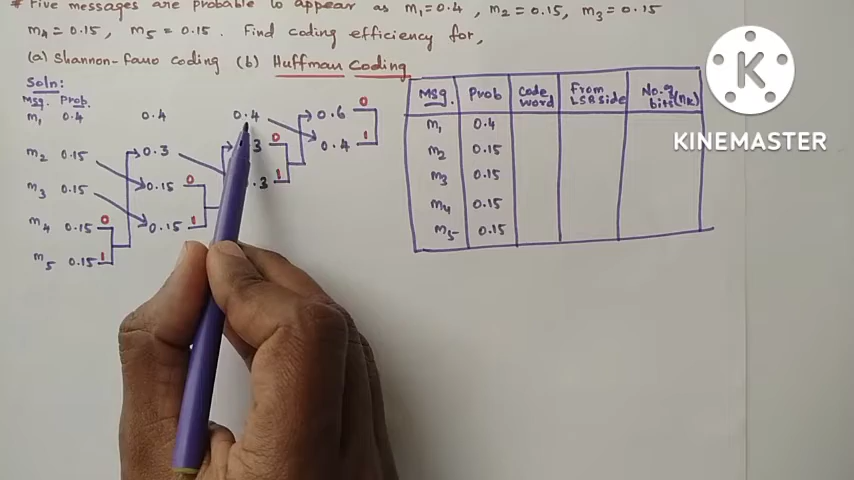 # Five messages are probable to appear as m₁=0.4, m₂=0.15, m₃=0.15
m₄=0.15, m₅=0.15. Find coding efficiency for,
(a) Shannon-fano coding (b) Huffman Coding
Soln:
Msg. Prob.
m₁ 0.4 0.4 0.4 0.6 0
m₂ 0.15 0.3 3 0 0.4 1
m₃ 0.15 0.15 0 .3 1
m₄ 0.15 0 0.15 1
m₅ 0.15 1
Msg. Prob Code word From LSB side No. of bits (nk)
m₁ 0.4
m₂ 0.15
m₃ 0.15
m₄ 0.15
m₅ 0.15
K
KINEMASTER